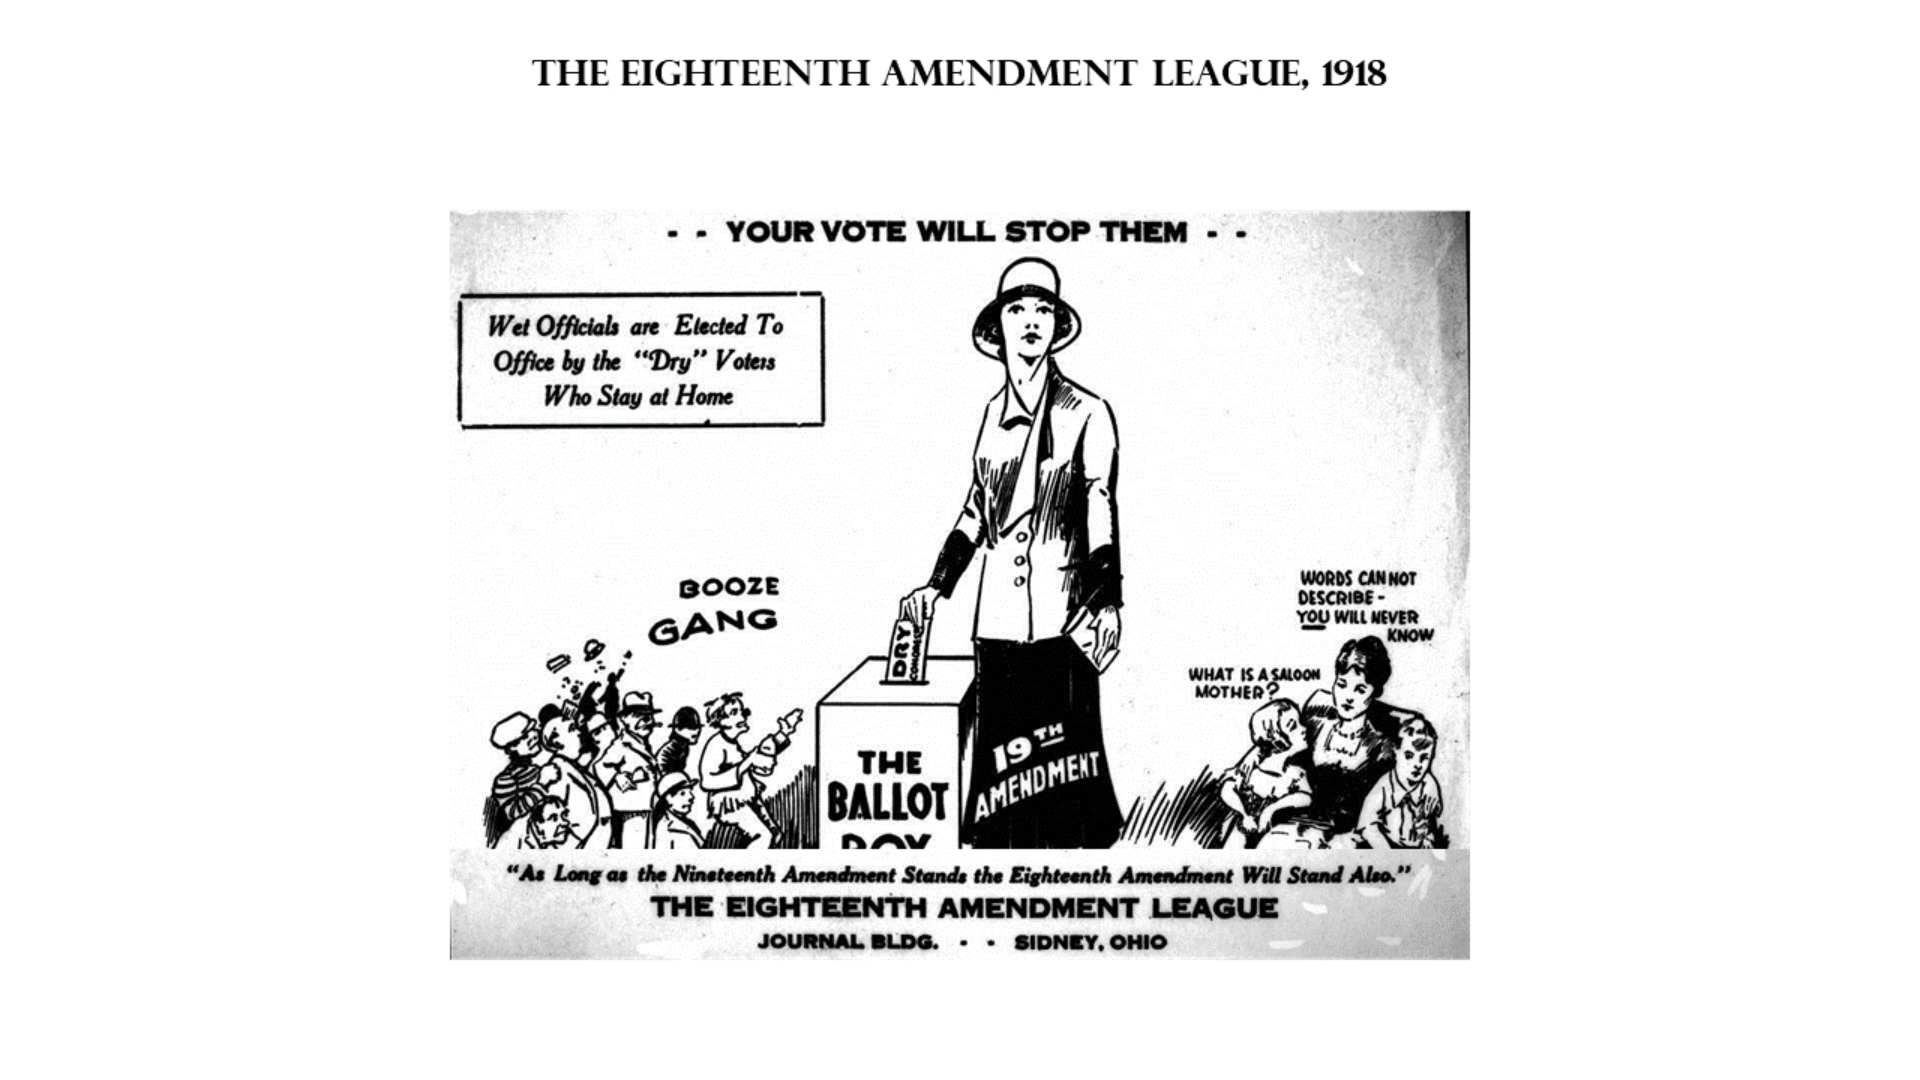 THE EIGHTEENTH AMENDMENT LEAGUE, 1918
- - YOUR VOTE WILL STOP THEM - -
Wet Officials are Elected To
Office by the "Dry" Voters
Who Stay at Home
BOOZE
GANG
DRY
THE
BALLOT
BOX
19TH
AMENDMENT
WORDS CAN NOT
DESCRIBE -
YOU WILL NEVER
KNOW
WHAT IS A SALOON
MOTHER?
"As Long as the Nineteenth Amendment Stands the Eighteenth Amendment Will Stand Also."
THE EIGHTEENTH AMENDMENT LEAGUE
JOURNAL BLDG. - - SIDNEY, OHIO